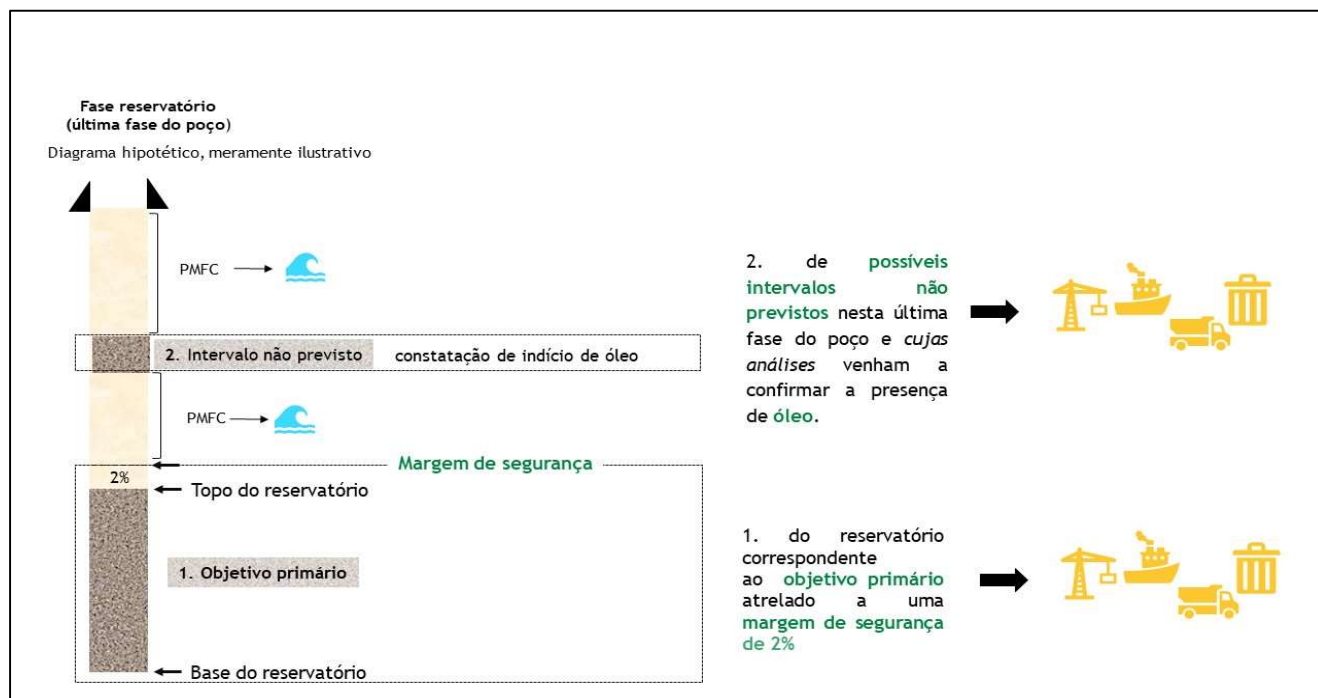 Fase reservatório
(última fase do poço)
Diagrama hipotético, meramente ilustrativo
PMFC
2. Intervalo não previsto
constatação de indício de óleo
PMFC
Margem de segurança
2%
Topo do reservatório
1. Objetivo primário
Base do reservatório
2. de possíveis
intervalos não
previstos nesta última
fase do poço e cujas
análises venham a
confirmar a presença
de óleo.
1. do reservatório
correspondente
ao objetivo primário
atrelado a uma
margem de segurança
de 2%